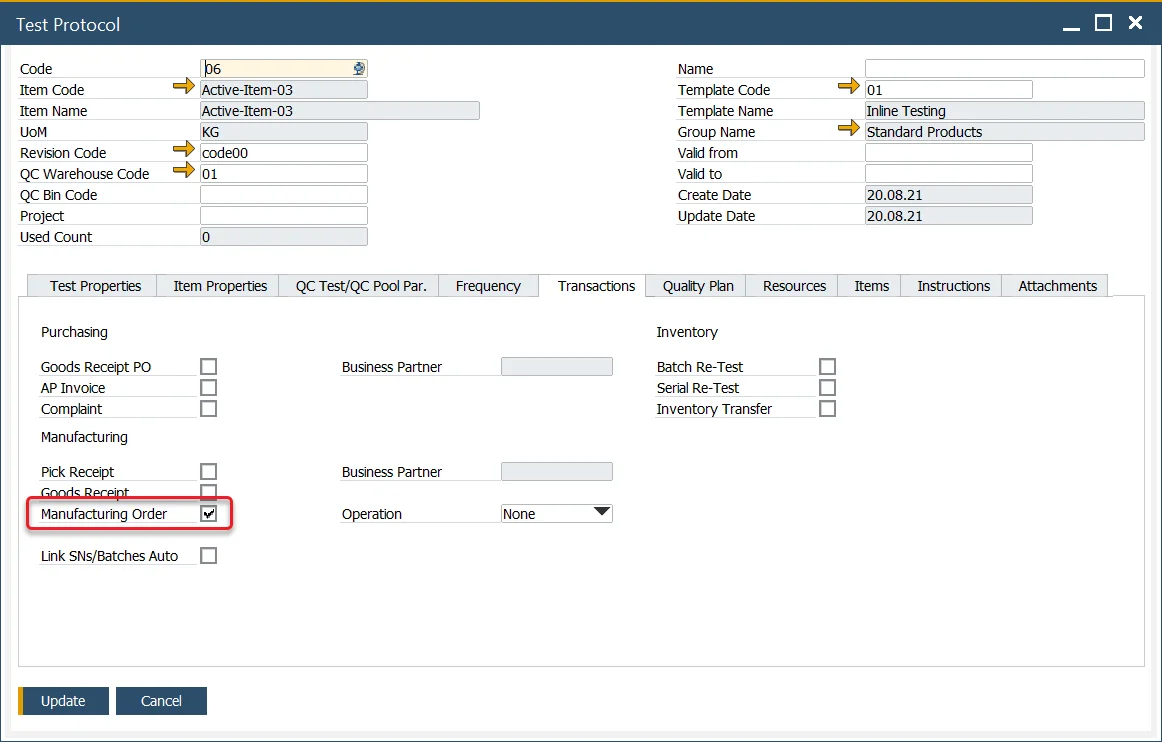 Test Protocol
Code 06 Name
Item Code Active-Item-03 Template Code 01
Item Name Active-Item-03 Template Name Inline Testing
UoM KG Group Name Standard Products
Revision Code code00 Valid from
QC Warehouse Code 01 Valid to
QC Bin Code Create Date 20.08.21
Project Update Date 20.08.21
Used Count 0
Test Properties Item Properties QC Test/QC Pool Par. Frequency Transactions Quality Plan Resources Items Instructions Attachments
Purchasing Inventory
Goods Receipt PO Business Partner Batch Re-Test
AP Invoice Serial Re-Test
Complaint Inventory Transfer
Manufacturing
Pick Receipt Business Partner
Goods Receipt
Manufacturing Order Operation None
Link SNs/Batches Auto
Update Cancel